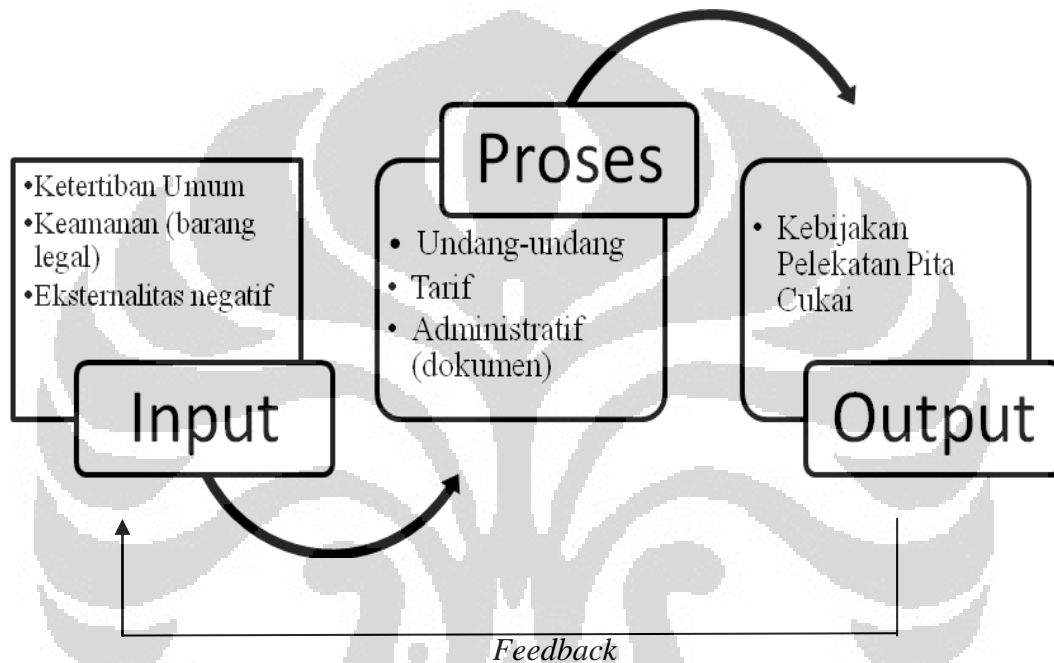 •Ketertiban Umum
•Keamanan (barang
legal)
•Eksternalitas negatif
Input
Proses
• Undang-undang
• Tarif
• Administratif
(dokumen)
• Kebijakan
Pelekatan Pita
Cukai
Output
Feedback